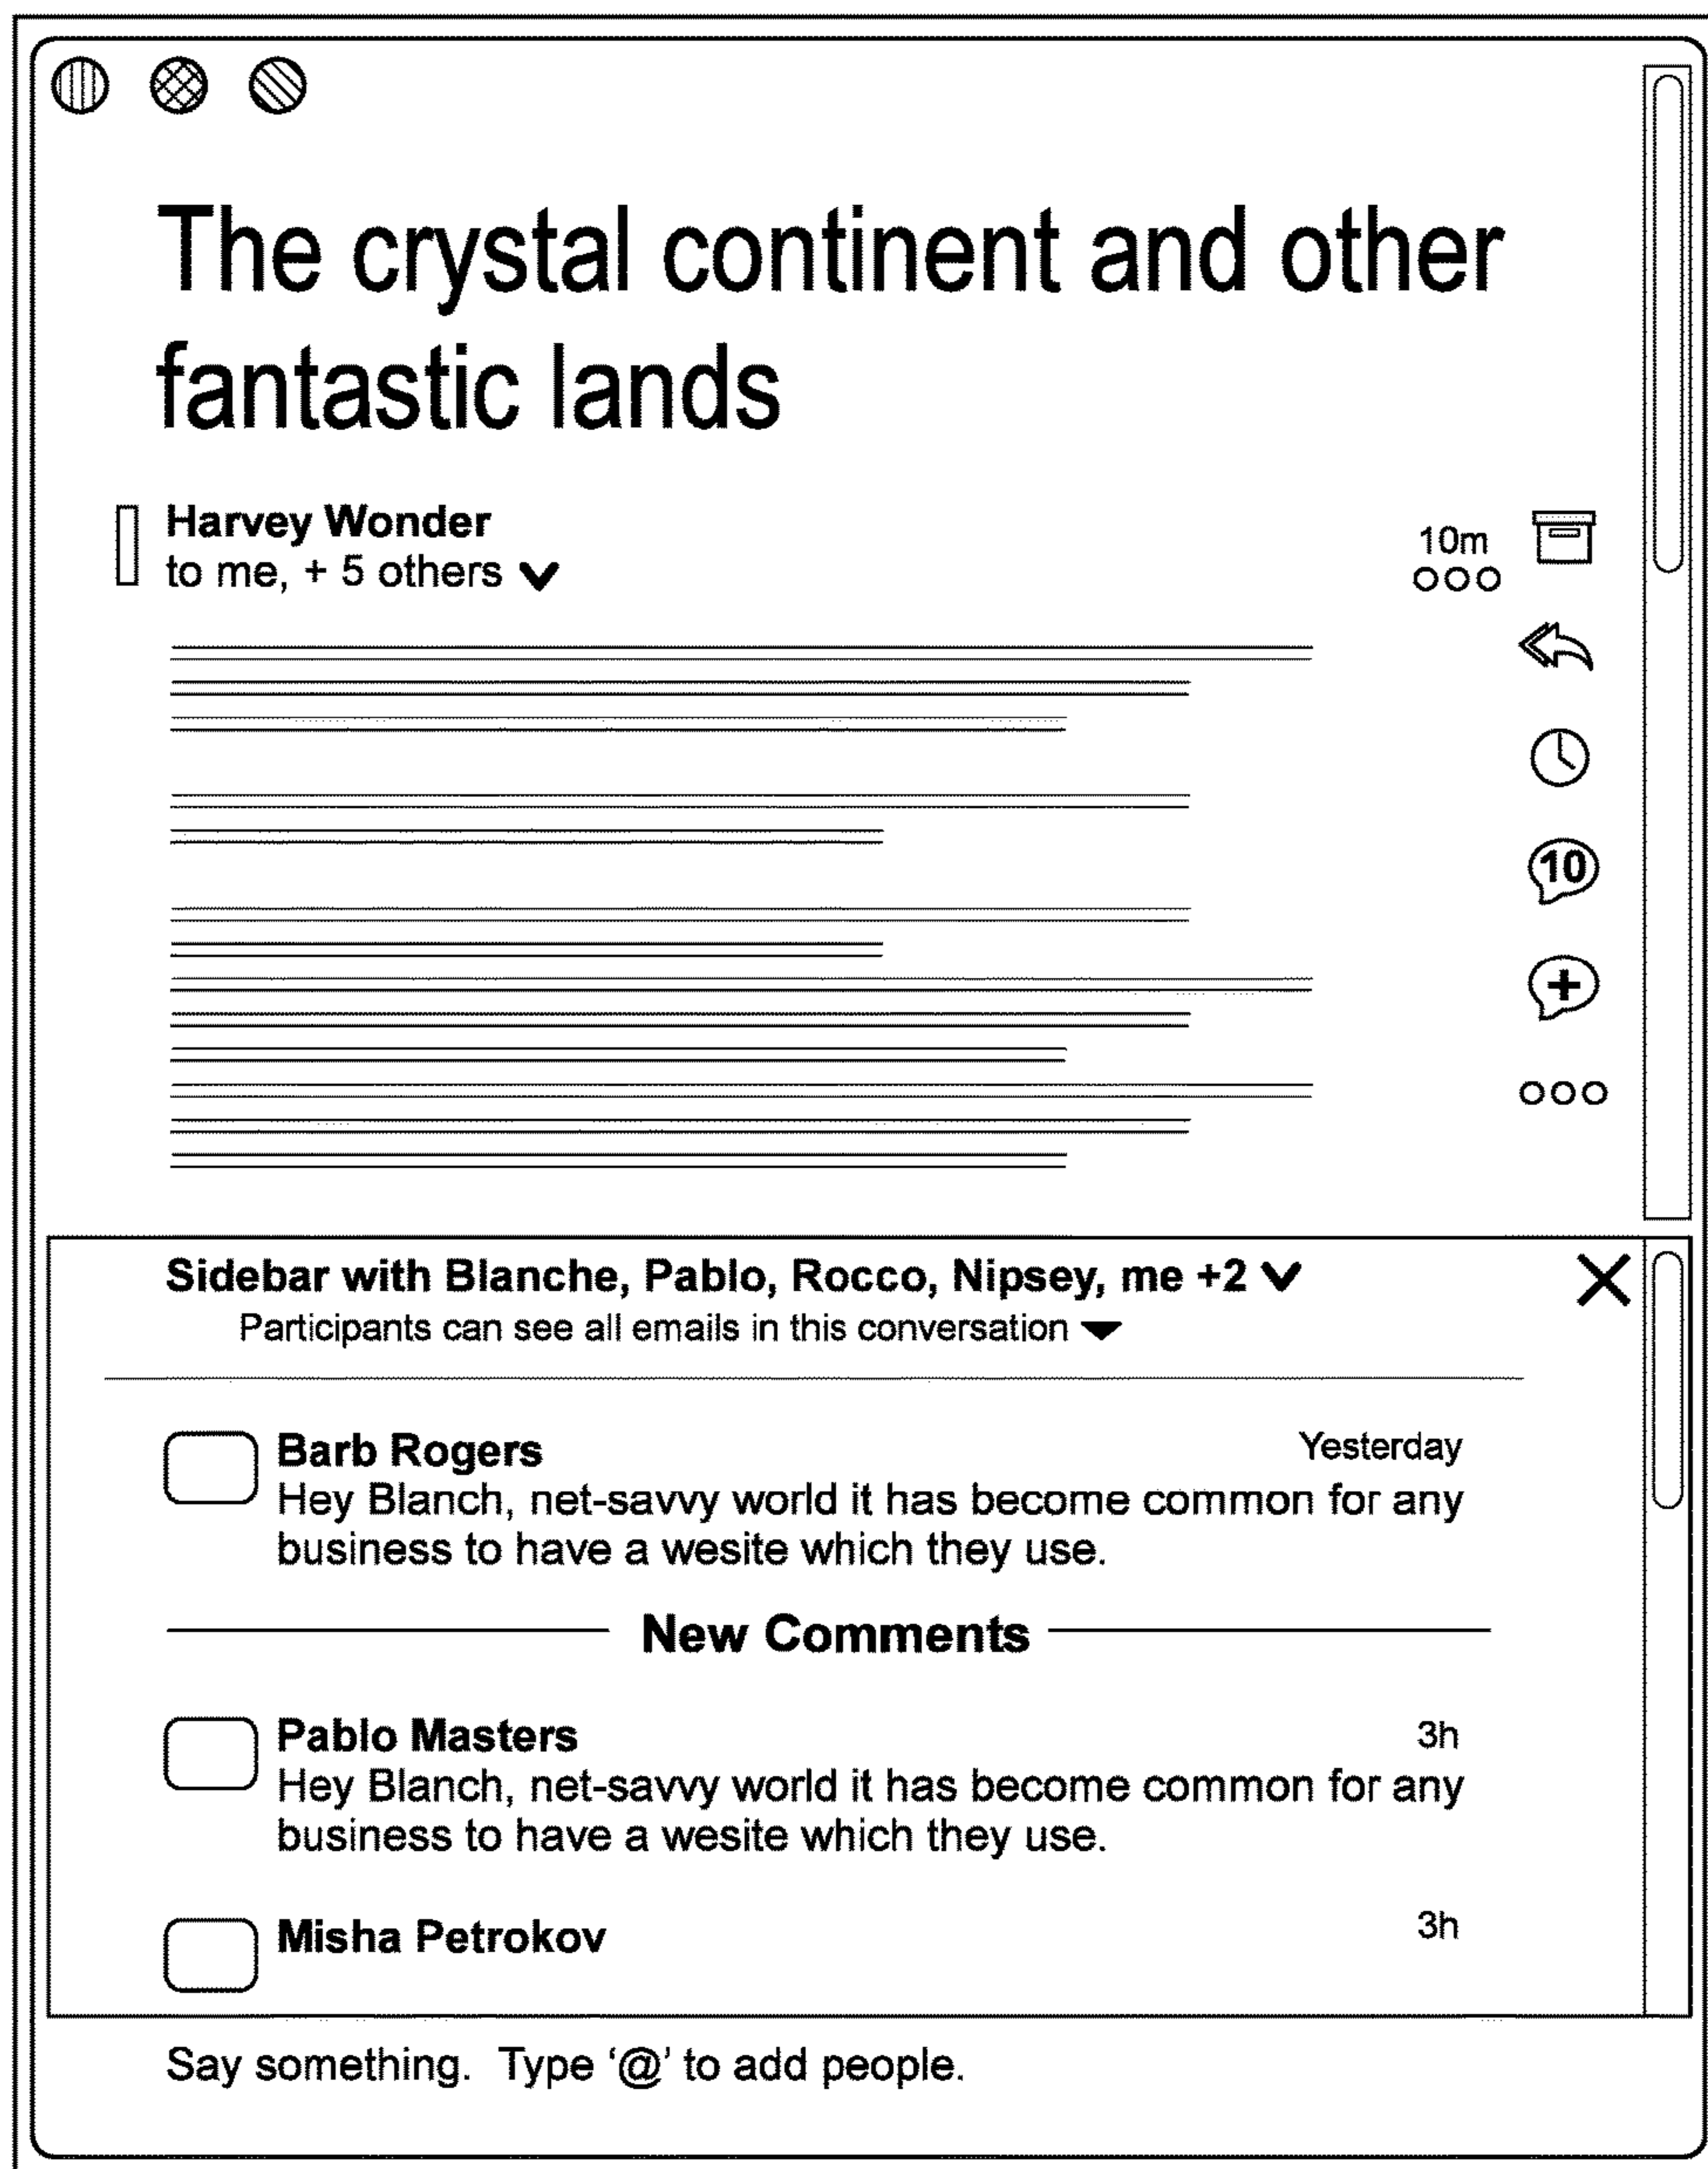 The crystal continent and other
fantastic lands
Harvey Wonder
to me, + 5 others
10m
10
+
Sidebar with Blanche, Pablo, Rocco, Nipsey, me +2
Participants can see all emails in this conversation
Barb Rogers
Yesterday
Hey Blanch, net-savvy world it has become common for any
business to have a wesite which they use.
New Comments
Pablo Masters
3h
Hey Blanch, net-savvy world it has become common for any
business to have a wesite which they use.
Misha Petrokov
3h
Say something. Type ‘@’ to add people.